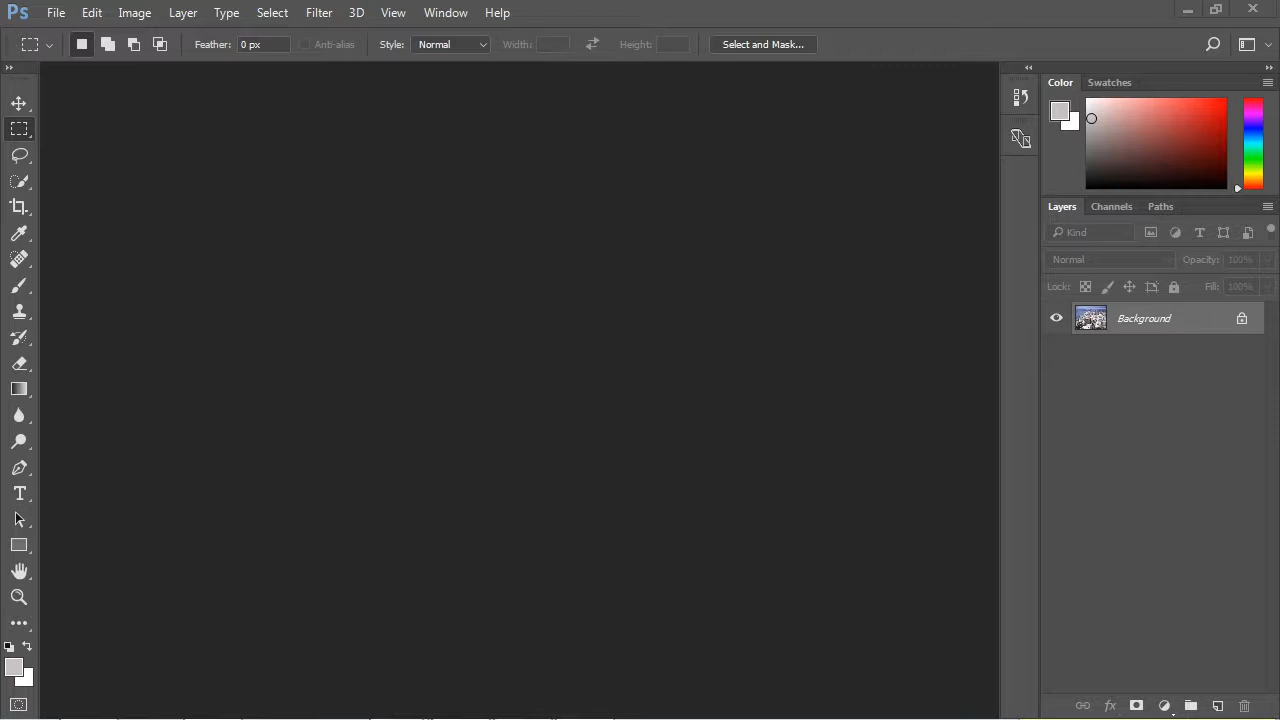 Ps File Edit Image Layer Type Select Filter 3D View Window Help
Feather: 0 px Anti-alias Style: Normal Width: Height: Select and Mask...
Color Swatches
Layers Channels Paths
Kind
Normal Opacity: 100%
Lock: Fill: 100%
Background